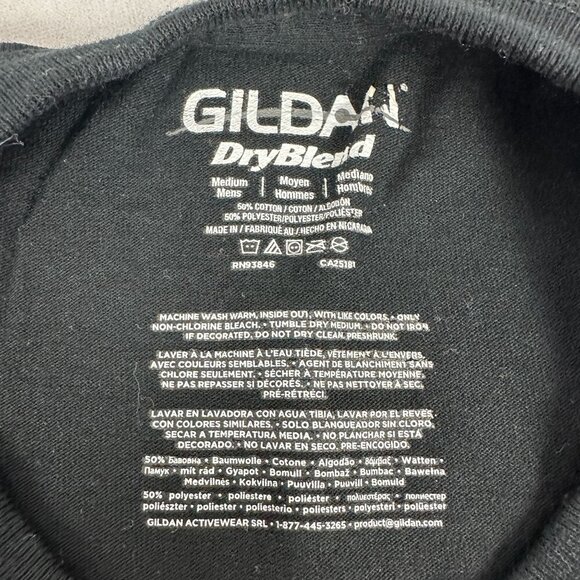 GILDAN
DryBlend
Medium | Moyen | Mediano
Mens | Hommes | Hombres
50% COTTON / COTON / ALGODÓN
50% POLYESTER/POLYESTER/POLIÉSTER
MADE IN / FABRIQUÉ AU / HECHO EN NICARAGUA
RN93846 CA25181
MACHINE WASH WARM, INSIDE OUT, WITH LIKE COLORS. • ONLY
NON-CHLORINE BLEACH. • TUMBLE DRY MEDIUM. • DO NOT IRON
IF DECORATED. DO NOT DRY CLEAN. PRESHRUNK.
LAVER À LA MACHINE À L'EAU TIÈDE, VÊTEMENT À L'ENVERS,
AVEC COULEURS SEMBLABLES. • AGENT DE BLANCHIMENT SANS
CHLORE SEULEMENT. • SÉCHER À TEMPÉRATURE MOYENNE.
NE PAS REPASSER SI DÉCORÉ. • NE PAS NETTOYER À SEC.
PRÉ-RÉTRÉCI.
LAVAR EN LAVADORA CON AGUA TIBIA, LAVAR POR EL REVÉS,
CON COLORES SIMILARES. • SOLO BLANQUEADOR SIN CLORO.
SECAR A TEMPERATURA MEDIA. • NO PLANCHAR SI ESTÁ
DECORADO. • NO LAVAR EN SECO. PRE-ENCOGIDO.
50% бавовна • Baumwolle • Cotone • Algodão • βάμβαξ • Watten •
Памук • mit rád • Gyapot • Bomull • Bombaž • Bumbac • Bawełna
Medvilnės • Kokvilna • Puuvilla • Puuvill • Bomuld
50% polyester • poliestere • poliéster • πολυεστέρας • полиестер
poliészter • poliester • poliesterio • poliesters • polyesteri • polüester
GILDAN ACTIVEWEAR SRL • 1-877-445-3265 • product@gildan.com